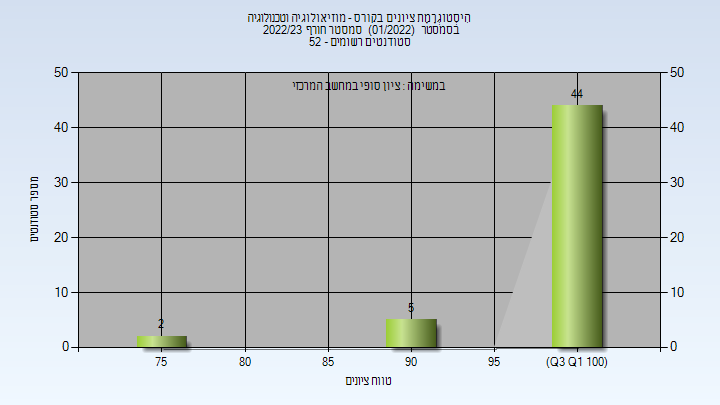 היסטוגרמת ציונים בקורס - מוזיאולוגיה וטכנולוגיה
בסמסטר (01/2022) סמסטר חורף 2022/23
סטודנטים רשומים - 52
במשימה : ציון סופי במחשב המרכזי
מספר סטודנטים
50 50
40 40
30 30
20 20
10 10
0 0
2 5 44
75 80 85 90 95 (Q3 Q1 100)
טווח ציונים